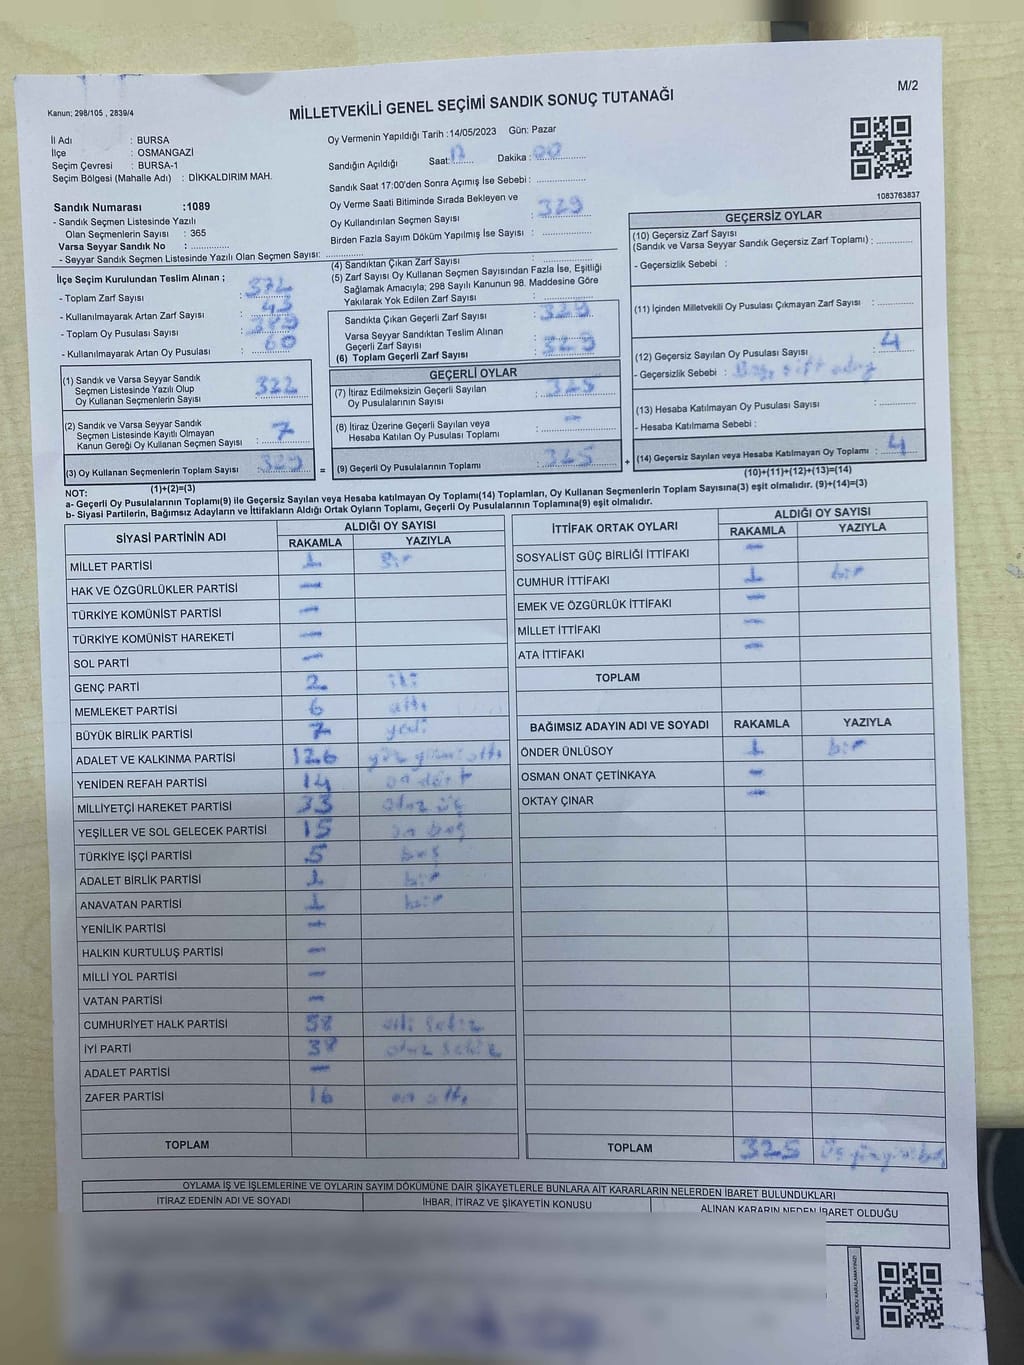 Kanun; 298/105 , 2839/4
M/2
MİLLETVEKİLİ GENEL SEÇİMİ SANDIK SONUÇ TUTANAĞI
İl Adı : BURSA
İlçe : OSMANGAZİ
Seçim Çevresi : BURSA-1
Seçim Bölgesi (Mahalle Adı) : DİKKALDIRIM MAH.
Sandık Numarası :1089
- Sandık Seçmen Listesinde Yazılı
Olan Seçmenlerin Sayısı : 365
Varsa Seyyar Sandık No : ..............
- Seyyar Sandık Seçmen Listesinde Yazılı Olan Seçmen Sayısı: ..............
Oy Vermenin Yapıldığı Tarih :14/05/2023 Gün: Pazar
Sandığın Açıldığı Saat: 17 Dakika : 00
Sandık Saat 17:00'den Sonra Açımış İse Sebebi : ..............
Oy Verme Saati Bitiminde Sırada Bekleyen ve
Oy Kullandırılan Seçmen Sayısı : 329
Birden Fazla Sayım Döküm Yapılmış İse Sayısı : ..............
1083763837
İlçe Seçim Kurulundan Teslim Alınan ;
- Toplam Zarf Sayısı : 372
- Kullanılmayarak Artan Zarf Sayısı : 43
- Toplam Oy Pusulası Sayısı : 389
- Kullanılmayarak Artan Oy Pusulası : 60
(1) Sandık ve Varsa Seyyar Sandık
Seçmen Listesinde Yazılı Olup
Oy Kullanan Seçmenlerin Sayısı : 322
(2) Sandık ve Varsa Seyyar Sandık
Seçmen Listesinde Kayıtlı Olmayan
Kanun Gereği Oy Kullanan Seçmen Sayısı : 7
(3) Oy Kullanan Seçmenlerin Toplam Sayısı : 329
(1)+(2)=(3)
(4) Sandıktan Çıkan Zarf Sayısı : ..............
(5) Zarf Sayısı Oy Kullanan Seçmen Sayısından Fazla İse, Eşitliği
Sağlamak Amacıyla; 298 Sayılı Kanunun 98. Maddesine Göre
Yakılarak Yok Edilen Zarf Sayısı : ..............
Sandıkta Çıkan Geçerli Zarf Sayısı : 329
Varsa Seyyar Sandıktan Teslim Alınan
Geçerli Zarf Sayısı :
(6) Toplam Geçerli Zarf Sayısı : 329
=
GEÇERLİ OYLAR
(7) İtiraz Edilmeksizin Geçerli Sayılan
Oy Pusulalarının Sayısı : 325
(8) İtiraz Üzerine Geçerli Sayılan veya
Hesaba Katılan Oy Pusulası Toplamı : -
(9) Geçerli Oy Pusulalarının Toplamı : 325
+
GEÇERSİZ OYLAR
(10) Geçersiz Zarf Sayısı
(Sandık ve Varsa Seyyar Sandık Geçersiz Zarf Toplamı) : ..............
- Geçersizlik Sebebi :
(11) İçinden Milletvekili Oy Pusulası Çıkmayan Zarf Sayısı : ..............
(12) Geçersiz Sayılan Oy Pusulası Sayısı : 4
- Geçersizlik Sebebi :
(13) Hesaba Katılmayan Oy Pusulası Sayısı : ..............
- Hesaba Katılmama Sebebi :
(14) Geçersiz Sayılan veya Hesaba Katılmayan Oy Toplamı : 4
(10)+(11)+(12)+(13)=(14)
NOT:
a- Geçerli Oy Pusulalarının Toplamı(9) ile Geçersiz Sayılan veya Hesaba katılmayan Oy Toplamı(14) Toplamları, Oy Kullanan Seçmenlerin Toplam Sayısına(3) eşit olmalıdır. (9)+(14)=(3)
b- Siyasi Partilerin, Bağımsız Adayların ve İttifakların Aldığı Ortak Oyların Toplamı, Geçerli Oy Pusulalarının Toplamına(9) eşit olmalıdır.
SİYASİ PARTİNİN ADI ALDIĞI OY SAYISI
RAKAMLA YAZIYLA
MİLLET PARTİSİ 1 Bir
HAK VE ÖZGÜRLÜKLER PARTİSİ -
TÜRKİYE KOMÜNİST PARTİSİ -
TÜRKİYE KOMÜNİST HAREKETİ -
SOL PARTİ -
GENÇ PARTİ 2 iki
MEMLEKET PARTİSİ 6 altı
BÜYÜK BİRLİK PARTİSİ 7 yedi
ADALET VE KALKINMA PARTİSİ 126 yüz yirmi altı
YENİDEN REFAH PARTİSİ 14 on dört
MİLLİYETÇİ HAREKET PARTİSİ 33 otuz üç
YEŞİLLER VE SOL GELECEK PARTİSİ 15 on beş
TÜRKİYE İŞÇİ PARTİSİ 5 beş
ADALET BİRLİK PARTİSİ 1 bir
ANAVATAN PARTİSİ 1 bir
YENİLİK PARTİSİ -
HALKIN KURTULUŞ PARTİSİ -
MİLLİ YOL PARTİSİ -
VATAN PARTİSİ -
CUMHURİYET HALK PARTİSİ 58 elli sekiz
İYİ PARTİ 38 otuz sekiz
ADALET PARTİSİ -
ZAFER PARTİSİ 16 on altı
TOPLAM
İTTİFAK ORTAK OYLARI ALDIĞI OY SAYISI
RAKAMLA YAZIYLA
SOSYALİST GÜÇ BİRLİĞİ İTTİFAKI -
CUMHUR İTTİFAKI 1 bir
EMEK VE ÖZGÜRLÜK İTTİFAKI -
MİLLET İTTİFAKI -
ATA İTTİFAKI -
TOPLAM
BAĞIMSIZ ADAYIN ADI VE SOYADI RAKAMLA YAZIYLA
ÖNDER ÜNLÜSOY 1 bir
OSMAN ONAT ÇETİNKAYA -
OKTAY ÇINAR -
TOPLAM 325 Üç yüz yirmi beş
OYLAMA İŞ VE İŞLEMLERİNE VE OYLARIN SAYIM DÖKÜMÜNE DAİR ŞİKAYETLERLE BUNLARA AİT KARARLARIN NELERDEN İBARET BULUNDUKLARI
İTİRAZ EDENİN ADI VE SOYADI İHBAR, İTİRAZ VE ŞİKAYETİN KONUSU ALINAN KARARIN NEDEN İBARET OLDUĞU
KARE KODU KARALAMAYINIZ!